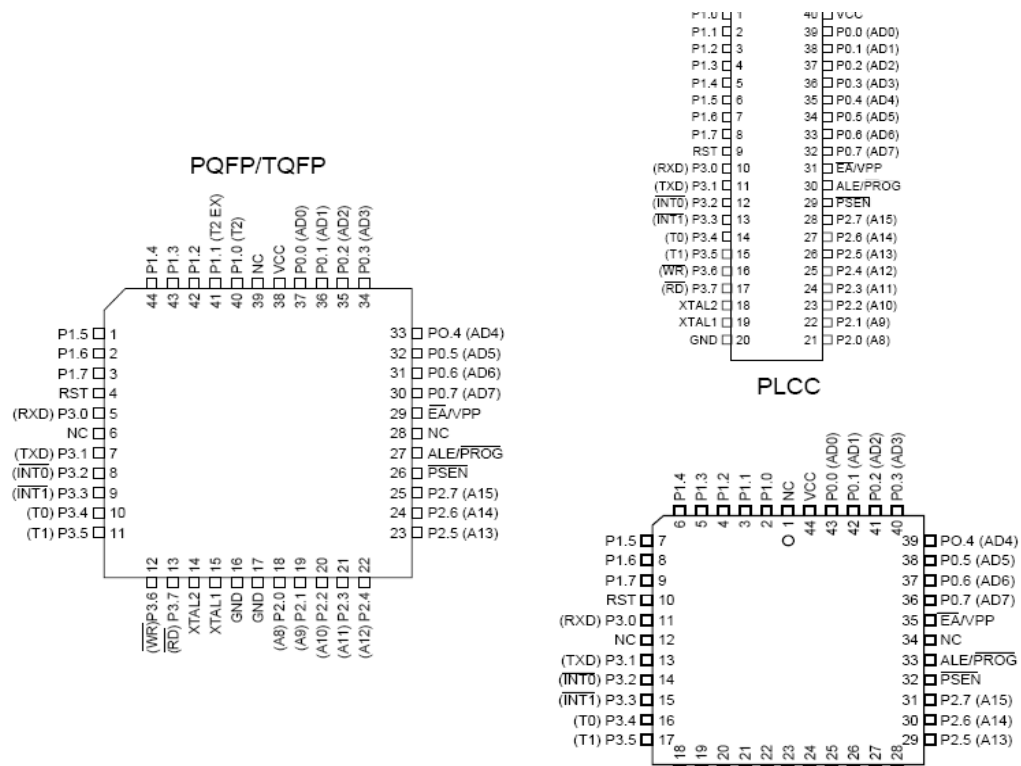 PQFP/TQFP
P1.4
P1.3
P1.2
P1.1 (T2 EX)
P1.0 (T2)
NC
VCC
P0.0 (AD0)
P0.1 (AD1)
P0.2 (AD2)
P0.3 (AD3)
44 43 42 41 40 39 38 37 36 35 34
P1.5 1
P1.6 2
P1.7 3
RST 4
(RXD) P3.0 5
NC 6
(TXD) P3.1 7
(INT0) P3.2 8
(INT1) P3.3 9
(T0) P3.4 10
(T1) P3.5 11
33 PO.4 (AD4)
32 P0.5 (AD5)
31 P0.6 (AD6)
30 P0.7 (AD7)
29 EA/VPP
28 NC
27 ALE/PROG
26 PSEN
25 P2.7 (A15)
24 P2.6 (A14)
23 P2.5 (A13)
12 13 14 15 16 17 18 19 20 21 22
(WR)P3.6
(RD) P3.7
XTAL2
XTAL1
GND
GND
(A8) P2.0
(A9) P2.1
(A10) P2.2
(A11) P2.3
(A12) P2.4
P1.0 1
P1.1 2
P1.2 3
P1.3 4
P1.4 5
P1.5 6
P1.6 7
P1.7 8
RST 9
(RXD) P3.0 10
(TXD) P3.1 11
(INT0) P3.2 12
(INT1) P3.3 13
(T0) P3.4 14
(T1) P3.5 15
(WR) P3.6 16
(RD) P3.7 17
XTAL2 18
XTAL1 19
GND 20
40 VCC
39 P0.0 (AD0)
38 P0.1 (AD1)
37 P0.2 (AD2)
36 P0.3 (AD3)
35 P0.4 (AD4)
34 P0.5 (AD5)
33 P0.6 (AD6)
32 P0.7 (AD7)
31 EA/VPP
30 ALE/PROG
29 PSEN
28 P2.7 (A15)
27 P2.6 (A14)
26 P2.5 (A13)
25 P2.4 (A12)
24 P2.3 (A11)
23 P2.2 (A10)
22 P2.1 (A9)
21 P2.0 (A8)
PLCC
P1.4
P1.3
P1.2
P1.1
P1.0
NC
VCC
P0.0 (AD0)
P0.1 (AD1)
P0.2 (AD2)
P0.3 (AD3)
6 5 4 3 2 1 44 43 42 41 40
P1.5 7
P1.6 8
P1.7 9
RST 10
(RXD) P3.0 11
NC 12
(TXD) P3.1 13
(INT0) P3.2 14
(INT1) P3.3 15
(T0) P3.4 16
(T1) P3.5 17
39 PO.4 (AD4)
38 P0.5 (AD5)
37 P0.6 (AD6)
36 P0.7 (AD7)
35 EA/VPP
34 NC
33 ALE/PROG
32 PSEN
31 P2.7 (A15)
30 P2.6 (A14)
29 P2.5 (A13)
18 19 20 21 22 23 24 25 26 27 28